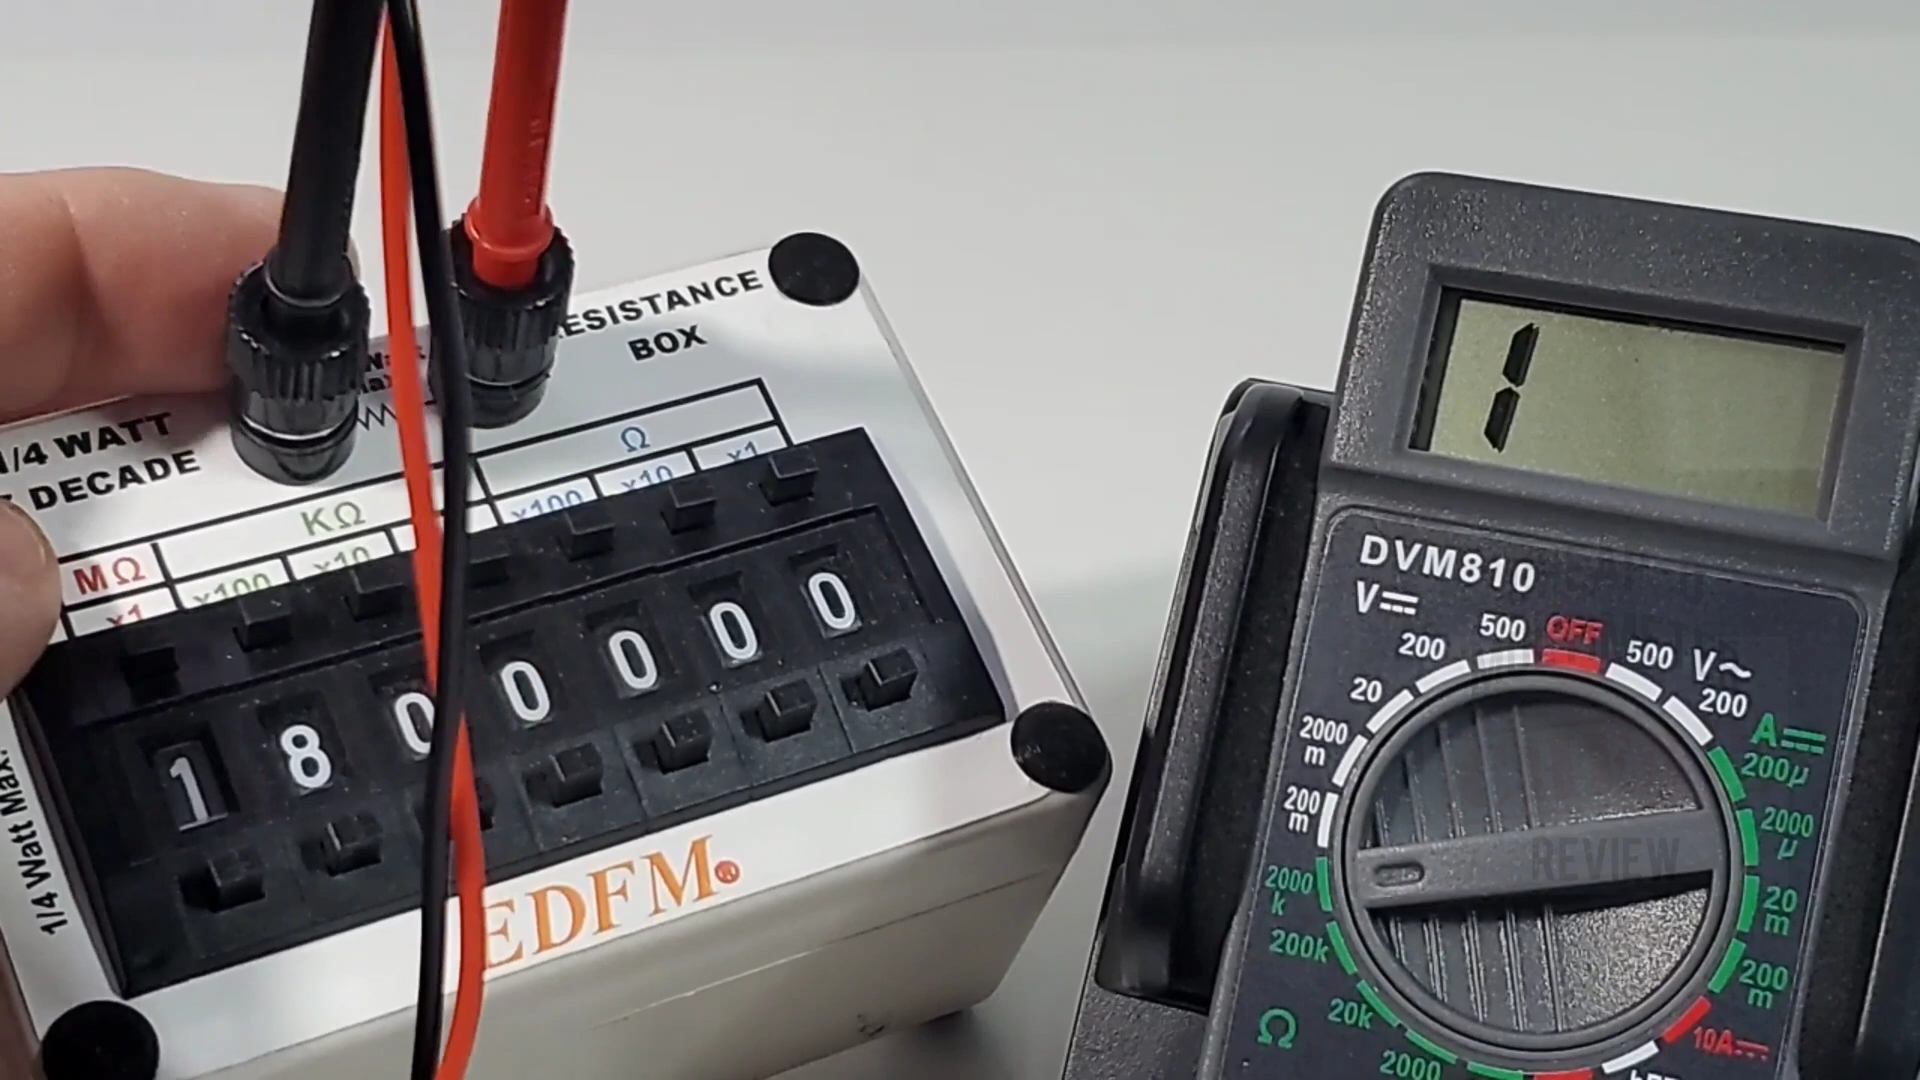 1/4 WATT
DECADE
RESISTANCE
BOX
MΩ
KΩ
Ω
x1
x100
x10
x100
x10
x1
1 8 0 0 0 0 0 0
1/4 Watt Max.
EDFM®
1
DVM810
V
200
500
OFF
500
V~
200
20
2000
m
200
m
A
200µ
2000
µ
20
m
200
m
10A
2000
k
200k
20k
2000
Ω
REVIEW